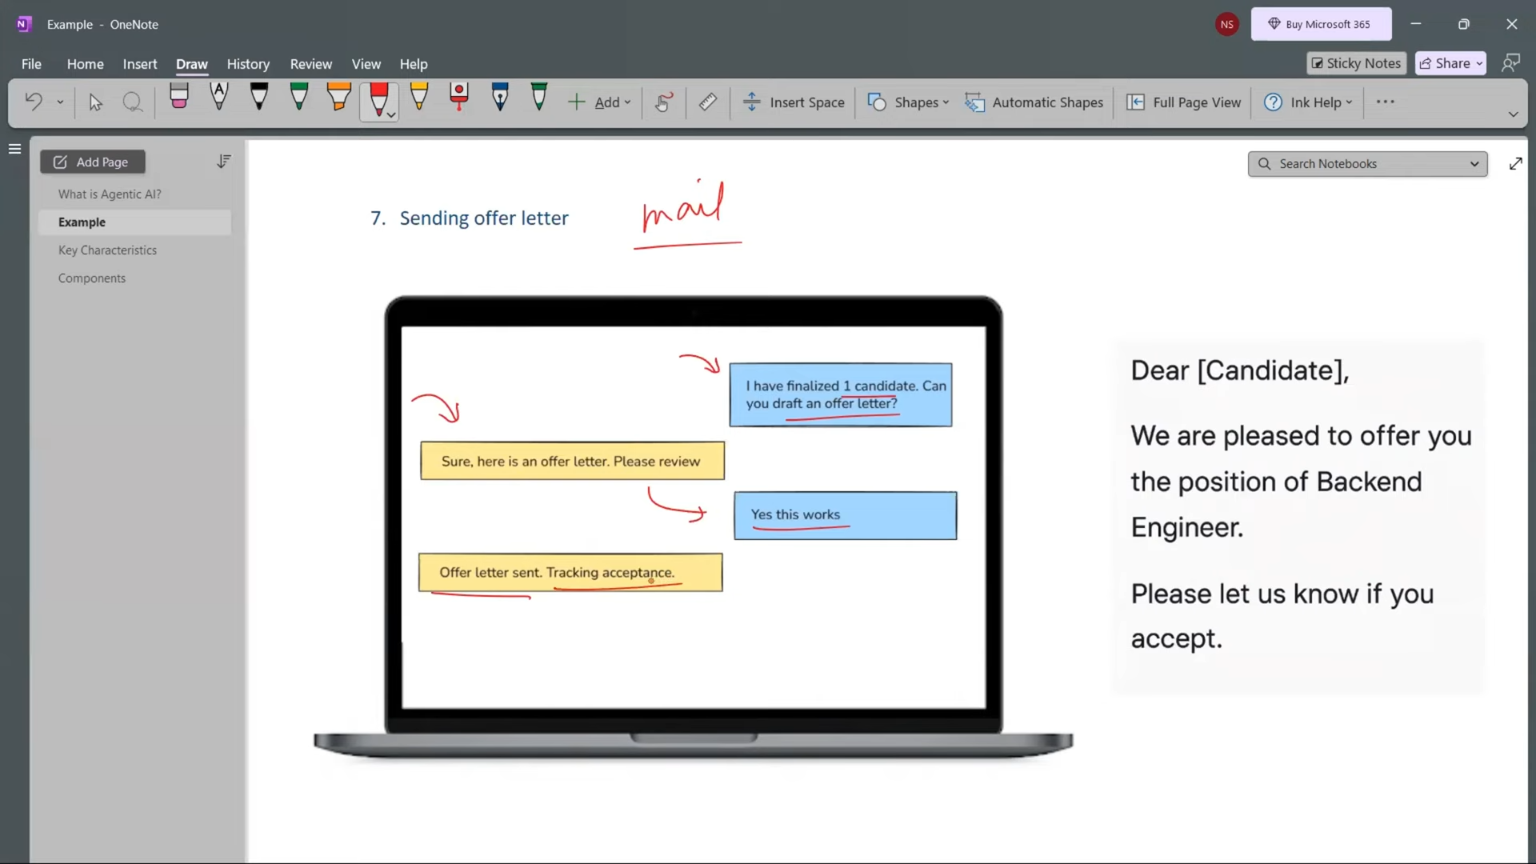 Example - OneNote
NS
Buy Microsoft 365
File Home Insert Draw History Review View Help
Sticky Notes
Share
A
Add
Insert Space
Shapes
Automatic Shapes
Full Page View
Ink Help
Add Page
Search Notebooks
What is Agentic AI?
Example
Key Characteristics
Components
7. Sending offer letter
mail
I have finalized 1 candidate. Can
you draft an offer letter?
Sure, here is an offer letter. Please review
Yes this works
Offer letter sent. Tracking acceptance.
Dear [Candidate],
We are pleased to offer you
the position of Backend
Engineer.
Please let us know if you
accept.